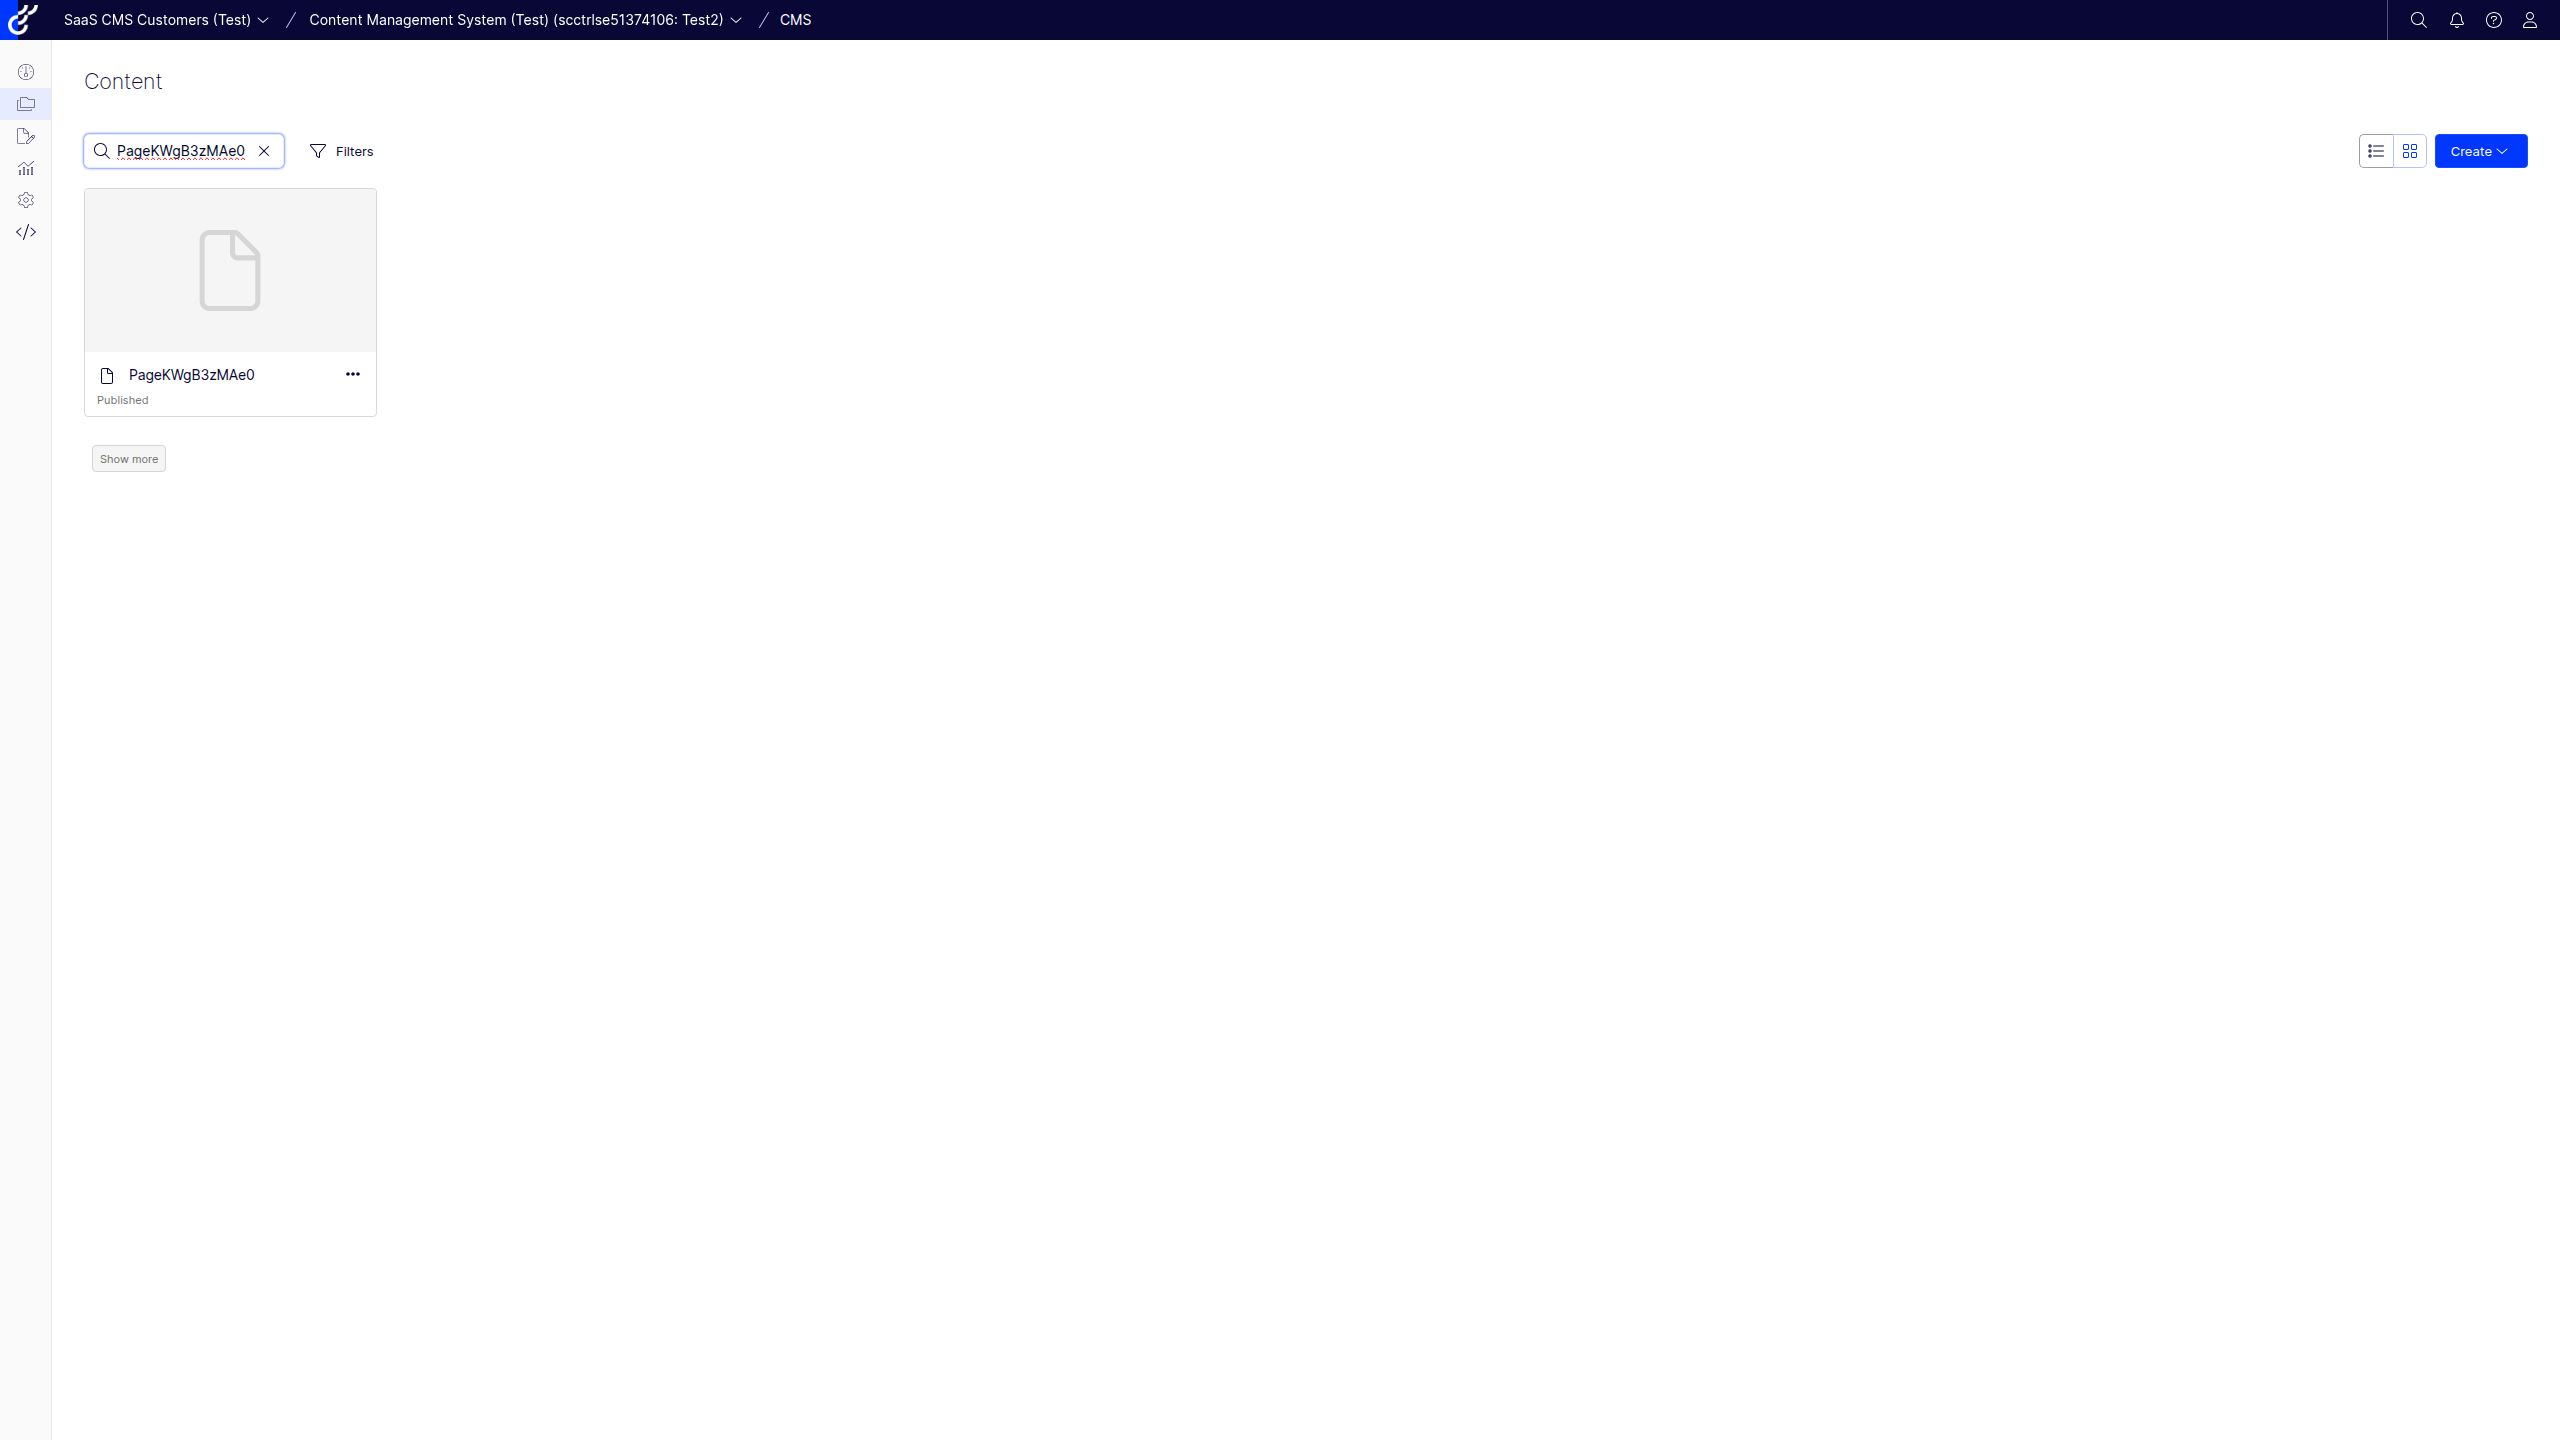 SaaS CMS Customers (Test) / Content Management System (Test) (scctrlse51374106: Test2) / CMS
Content
PageKWgB3zMAe0
Filters
Create
PageKWgB3zMAe0
Published
Show more